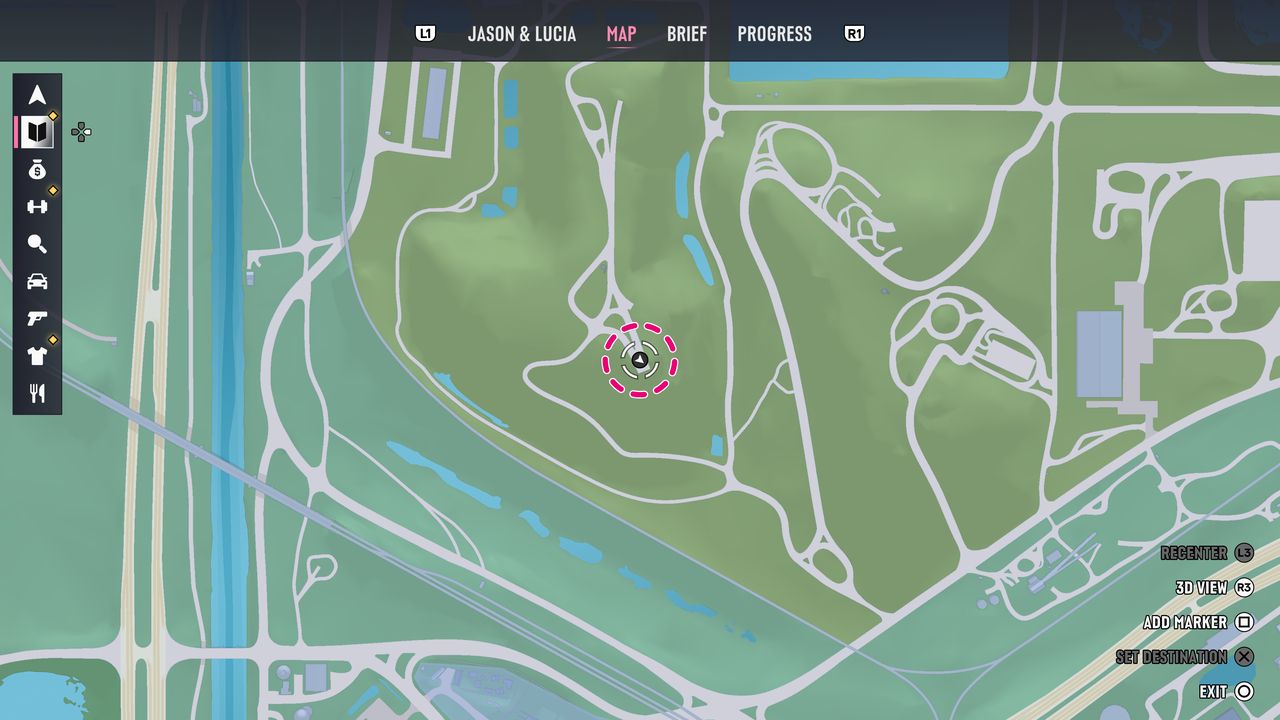 L1 JASON & LUCIA MAP BRIEF PROGRESS R1
RECENTER L3
3D VIEW R3
ADD MARKER
SET DESTINATION
EXIT